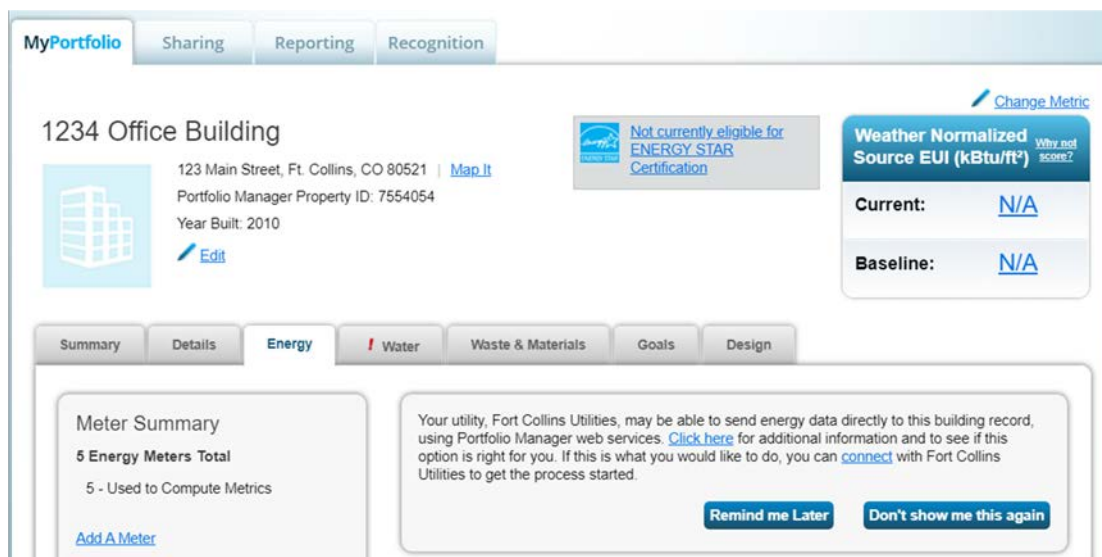 MyPortfolio Sharing Reporting Recognition
Change Metric
1234 Office Building
123 Main Street, Ft. Collins, CO 80521 | Map It
Portfolio Manager Property ID: 7554054
Year Built: 2010
Edit
ENERGY STAR
Not currently eligible for
ENERGY STAR
Certification
Weather Normalized
Source EUI (kBtu/ft²)
Why not
score?
Current: N/A
Baseline: N/A
Summary Details Energy ! Water Waste & Materials Goals Design
Meter Summary
5 Energy Meters Total
5 - Used to Compute Metrics
Add A Meter
Your utility, Fort Collins Utilities, may be able to send energy data directly to this building record,
using Portfolio Manager web services. Click here for additional information and to see if this
option is right for you. If this is what you would like to do, you can connect with Fort Collins
Utilities to get the process started.
Remind me Later Don't show me this again